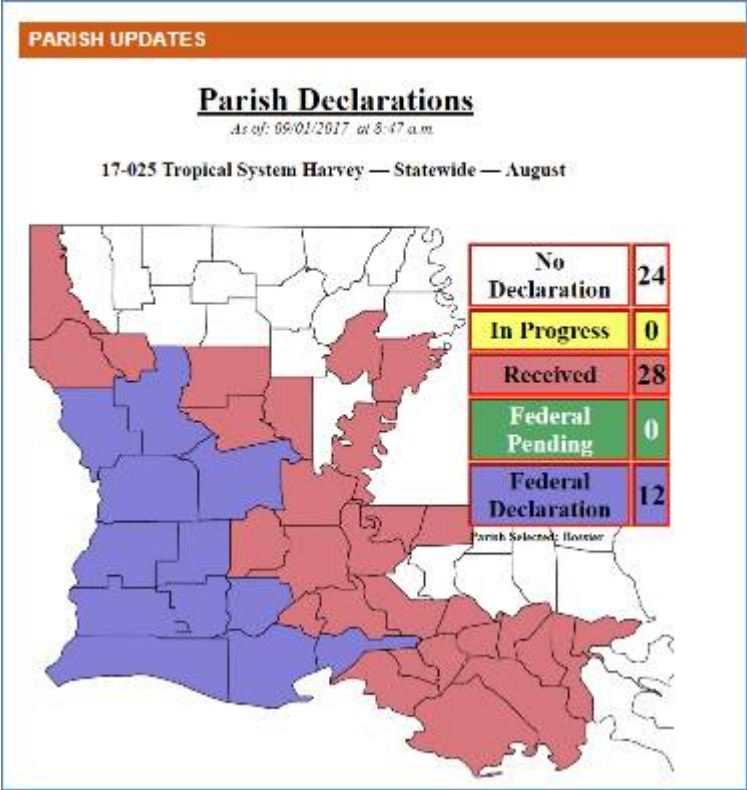 PARISH UPDATES
Parish Declarations
As of: 09/01/2017 at 8:47 a.m.
17-025 Tropical System Harvey — Statewide — August
No
Declaration
24
In Progress
0
Received
28
Federal
Pending
0
Federal
Declaration
12
Parish Selected: Bossier